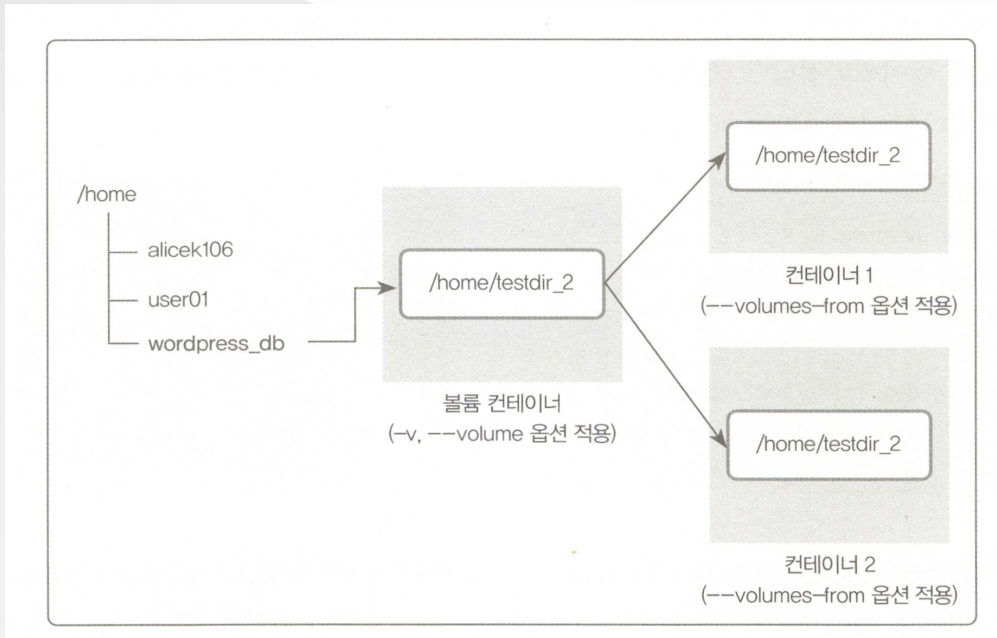 /home
alicek106
user01
wordpress_db
/home/testdir_2
볼륨 컨테이너
(-v, --volume 옵션 적용)
/home/testdir_2
컨테이너 1
(--volumes-from 옵션 적용)
/home/testdir_2
컨테이너 2
(--volumes-from 옵션 적용)